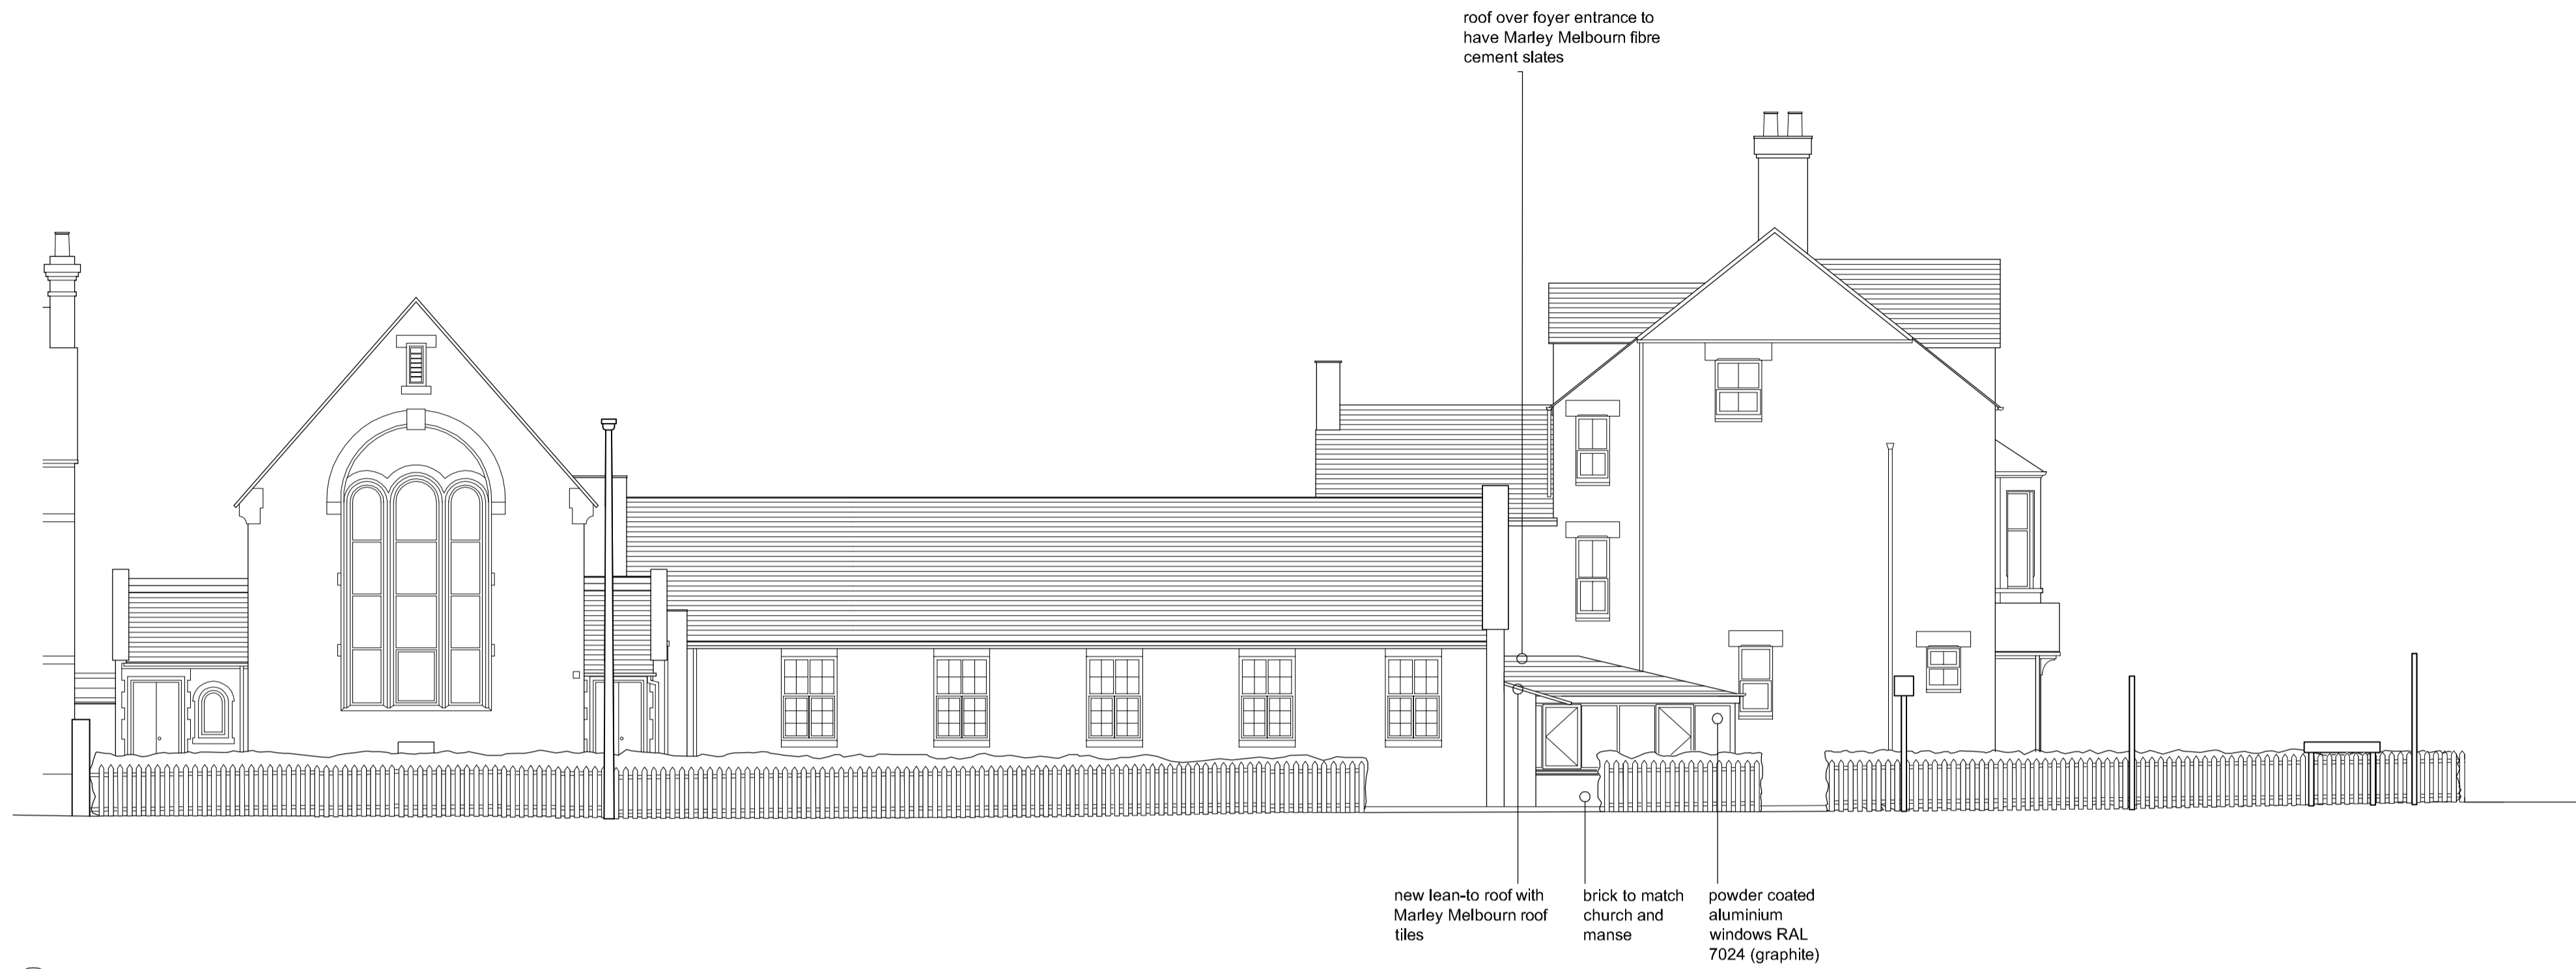 roof over foyer entrance to
have Marley Melbourn fibre
cement slates
new lean-to roof with
Marley Melbourn roof
tiles
brick to match
church and
manse
powder coated
aluminium
windows RAL
7024 (graphite)